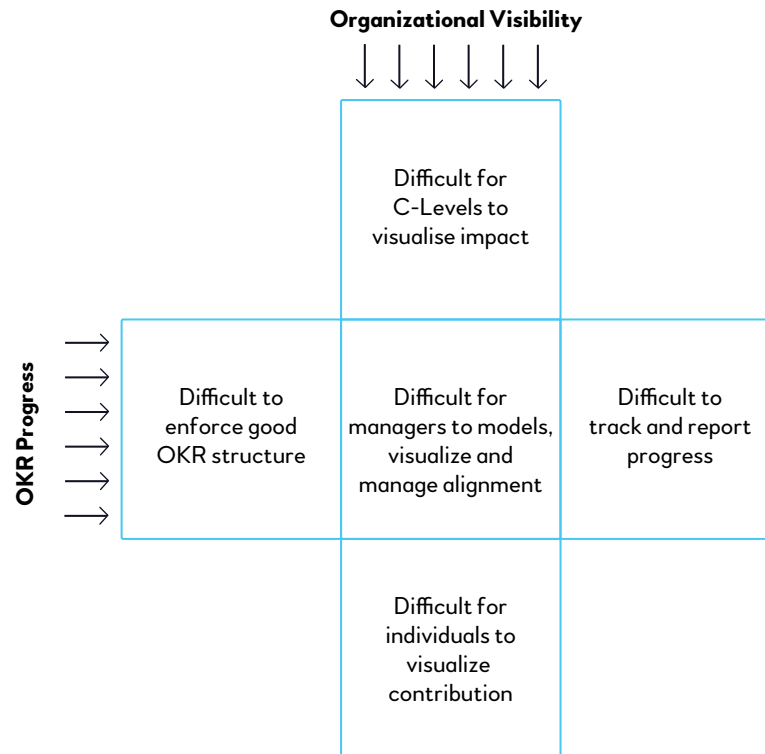 Organizational Visibility
Difficult for
C-Levels to
visualise impact
OKR Progress
Difficult to
enforce good
OKR structure
Difficult for
managers to models,
visualize and
manage alignment
Difficult to
track and report
progress
Difficult for
individuals to
visualize
contribution